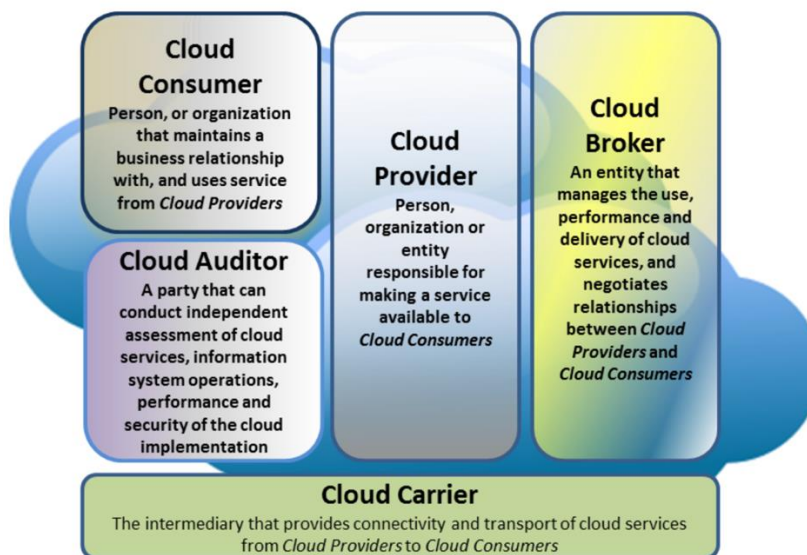 Cloud
Consumer
Person, or organization
that maintains a
business relationship
with, and uses service
from Cloud Providers
Cloud Auditor
A party that can
conduct independent
assessment of cloud
services, information
system operations,
performance and
security of the cloud
implementation
Cloud
Provider
Person,
organization or
entity
responsible for
making a service
available to
Cloud Consumers
Cloud
Broker
An entity that
manages the use,
performance and
delivery of cloud
services, and
negotiates
relationships
between Cloud
Providers and
Cloud Consumers
Cloud Carrier
The intermediary that provides connectivity and transport of cloud services
from Cloud Providers to Cloud Consumers